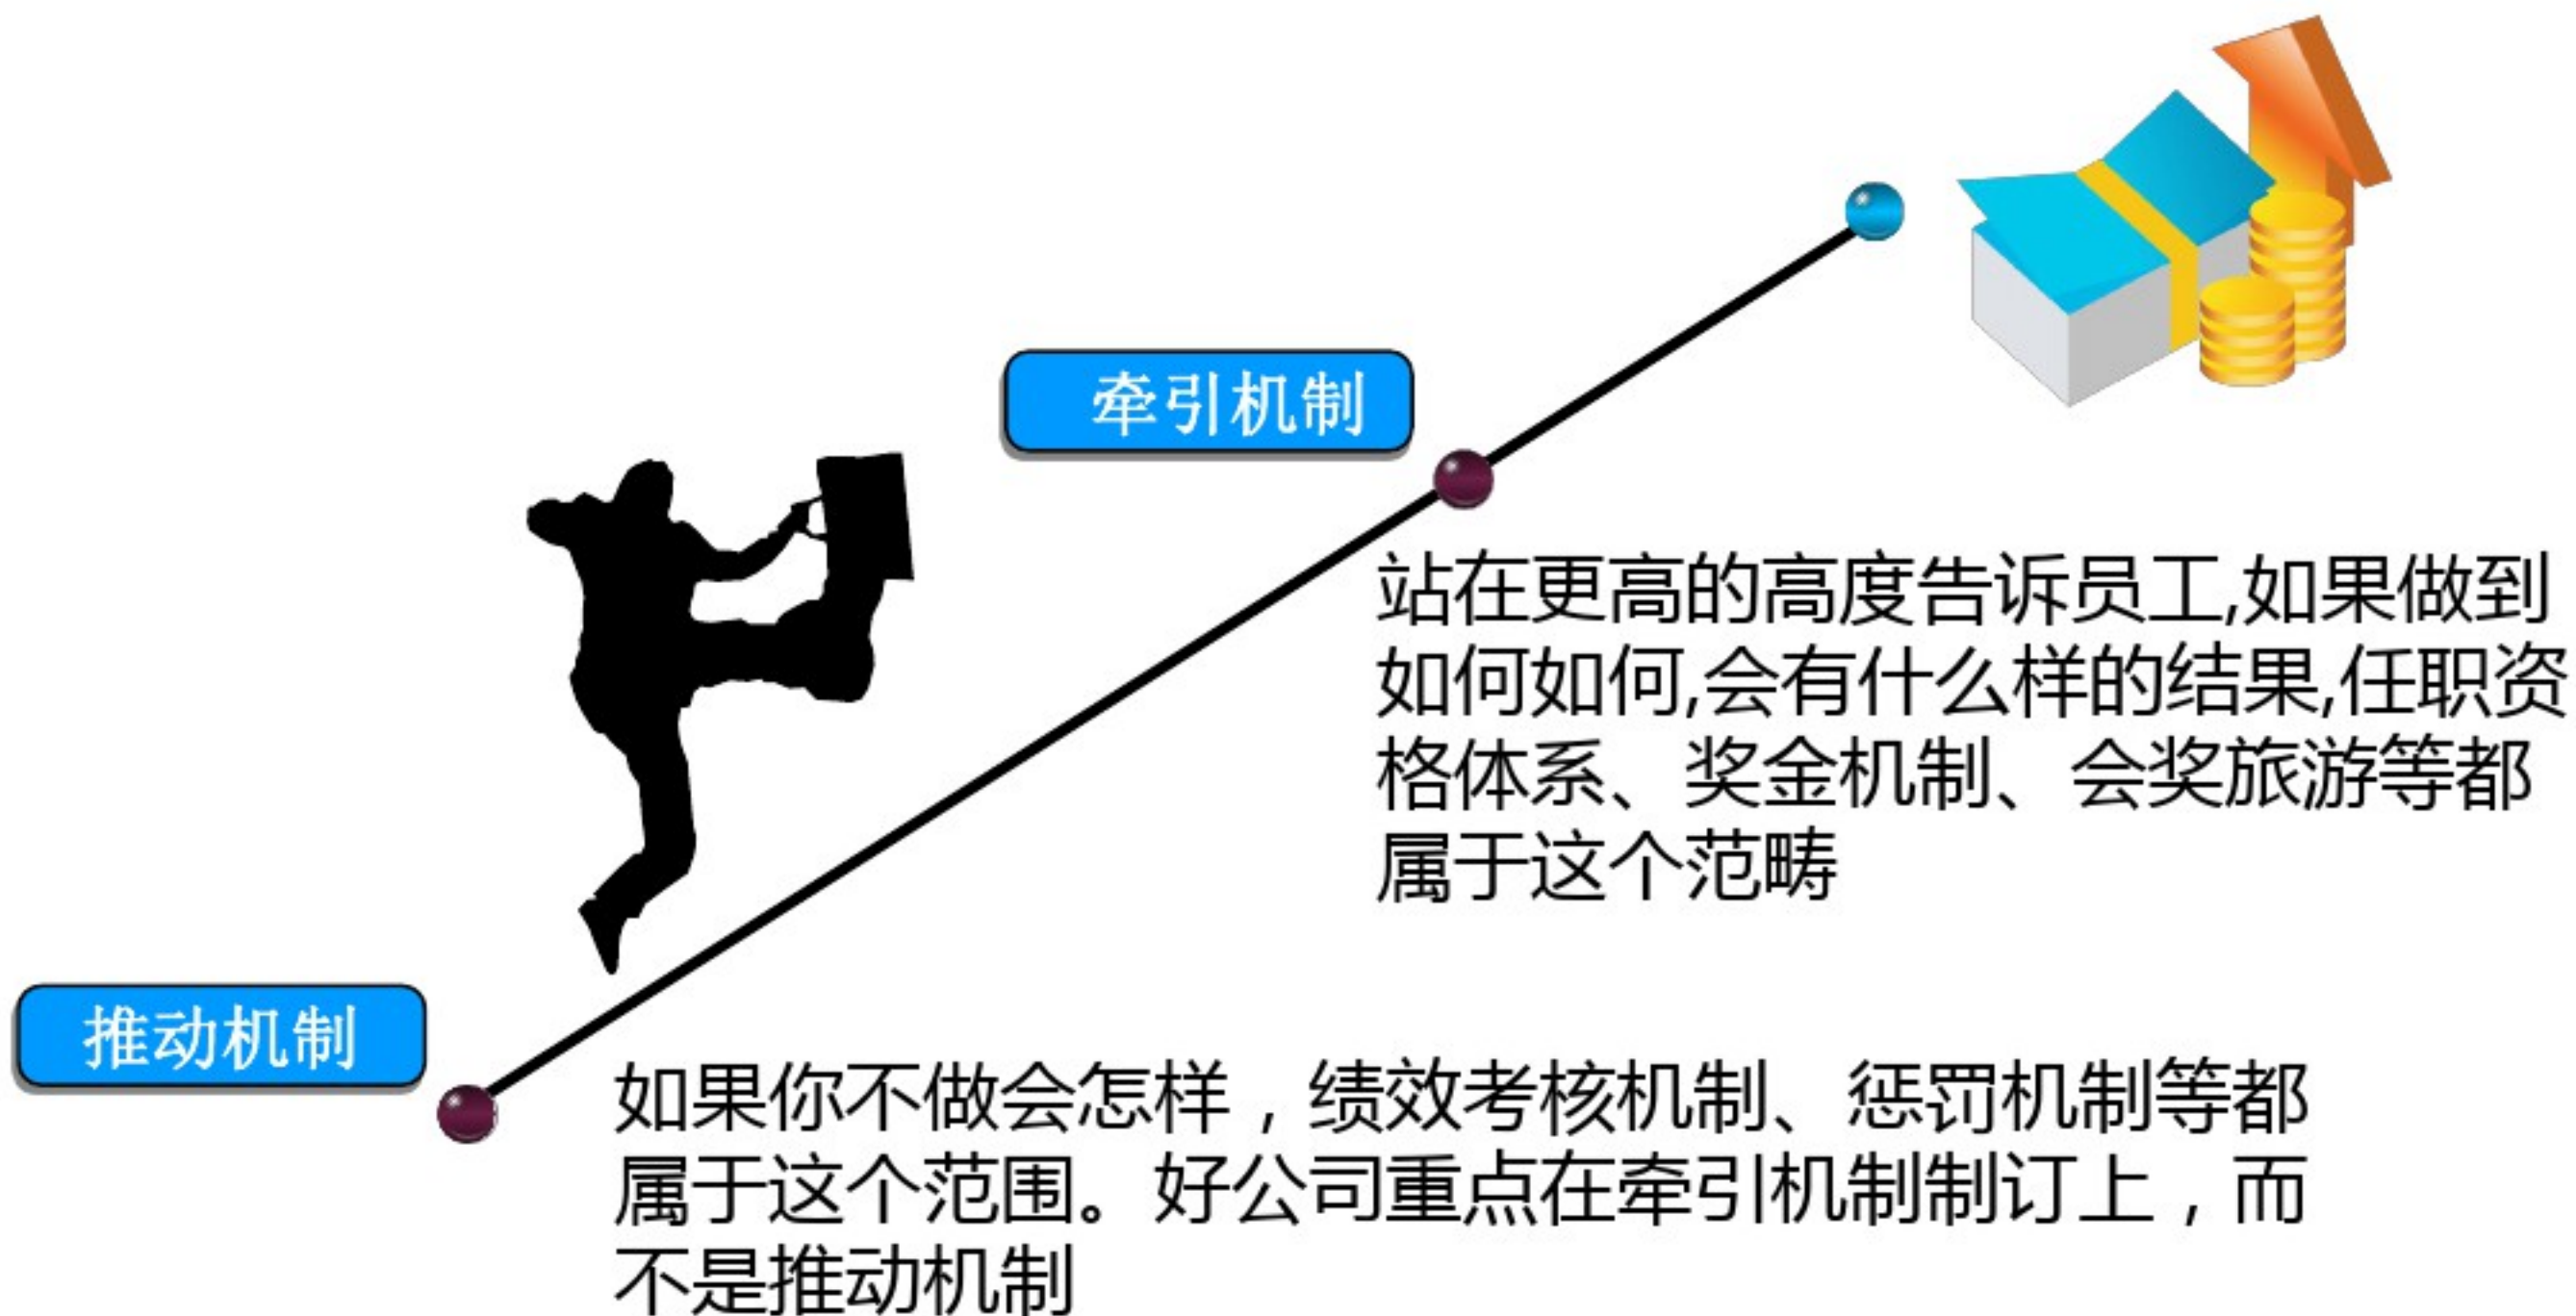 牵引机制
站在更高的高度告诉员工,如果做到
如何如何,会有什么样的结果,任职资
格体系、奖金机制、会奖旅游等都
属于这个范畴
推动机制
如果你不做会怎样，绩效考核机制、惩罚机制等都
属于这个范围。好公司重点在牵引机制制订上，而
不是推动机制